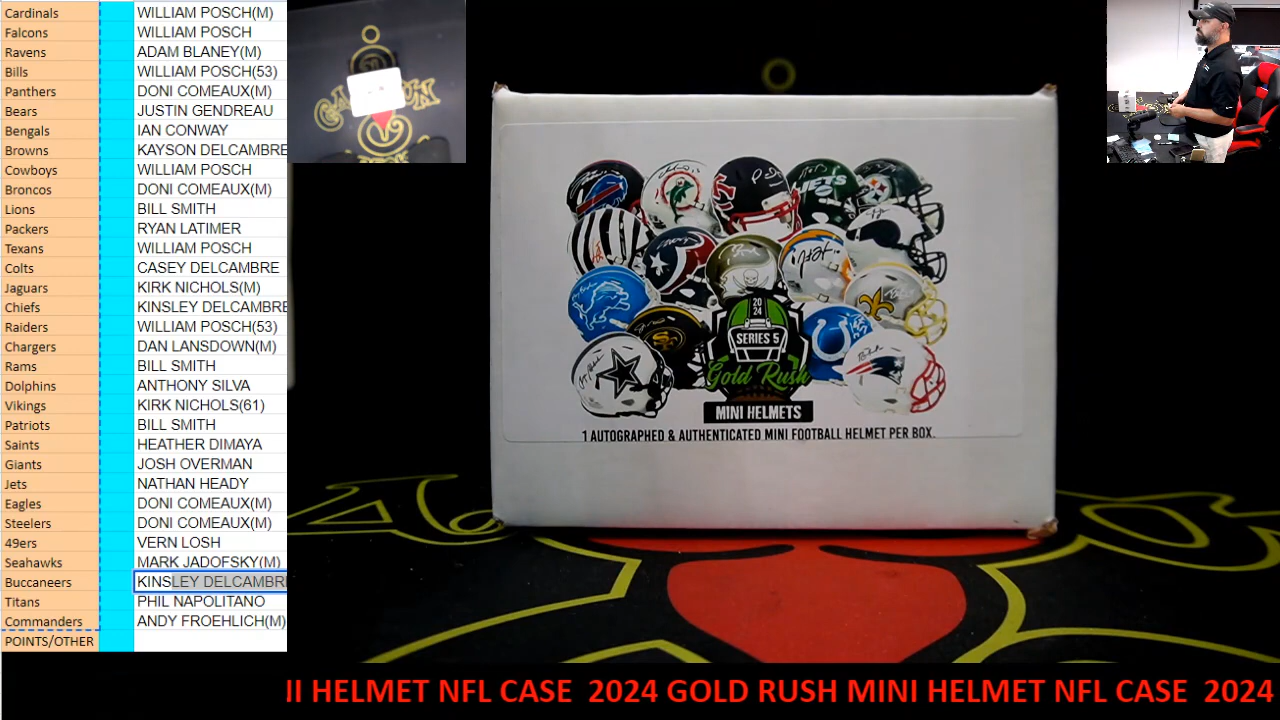 Cardinals WILLIAM POSCH(M)
Falcons WILLIAM POSCH
Ravens ADAM BLANEY(M)
Bills WILLIAM POSCH(53)
Panthers DONI COMEAUX(M)
Bears JUSTIN GENDREAU
Bengals IAN CONWAY
Browns KAYSON DELCAMBRE
Cowboys WILLIAM POSCH
Broncos DONI COMEAUX(M)
Lions BILL SMITH
Packers RYAN LATIMER
Texans WILLIAM POSCH
Colts CASEY DELCAMBRE
Jaguars KIRK NICHOLS(M)
Chiefs KINSLEY DELCAMBRE
Raiders WILLIAM POSCH(53)
Chargers DAN LANSDOWN(M)
Rams BILL SMITH
Dolphins ANTHONY SILVA
Vikings KIRK NICHOLS(61)
Patriots BILL SMITH
Saints HEATHER DIMAYA
Giants JOSH OVERMAN
Jets NATHAN HEADY
Eagles DONI COMEAUX(M)
Steelers DONI COMEAUX(M)
49ers VERN LOSH
Seahawks MARK JADOFSKY(M)
Buccaneers KINSLEY DELCAMBRE
Titans PHIL NAPOLITANO
Commanders ANDY FROEHLICH(M)
POINTS/OTHER
JETS
20
24
SERIES 5
Gold Rush
MINI HELMETS
1 AUTOGRAPHED & AUTHENTICATED MINI FOOTBALL HELMET PER BOX.
NI HELMET NFL CASE 2024 GOLD RUSH MINI HELMET NFL CASE 2024